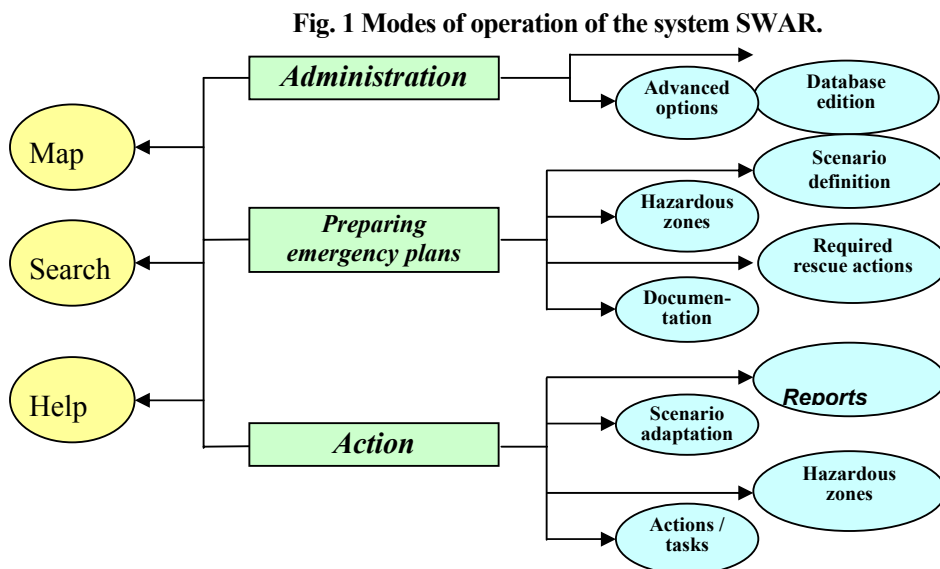 Fig. 1 Modes of operation of the system SWAR.
Administration
Advanced
options
Database
edition
Map
Scenario
definition
Preparing
emergency plans
Hazardous
zones
Search
Required
rescue actions
Documen-
tation
Help
Reports
Action
Scenario
adaptation
Hazardous
zones
Actions /
tasks